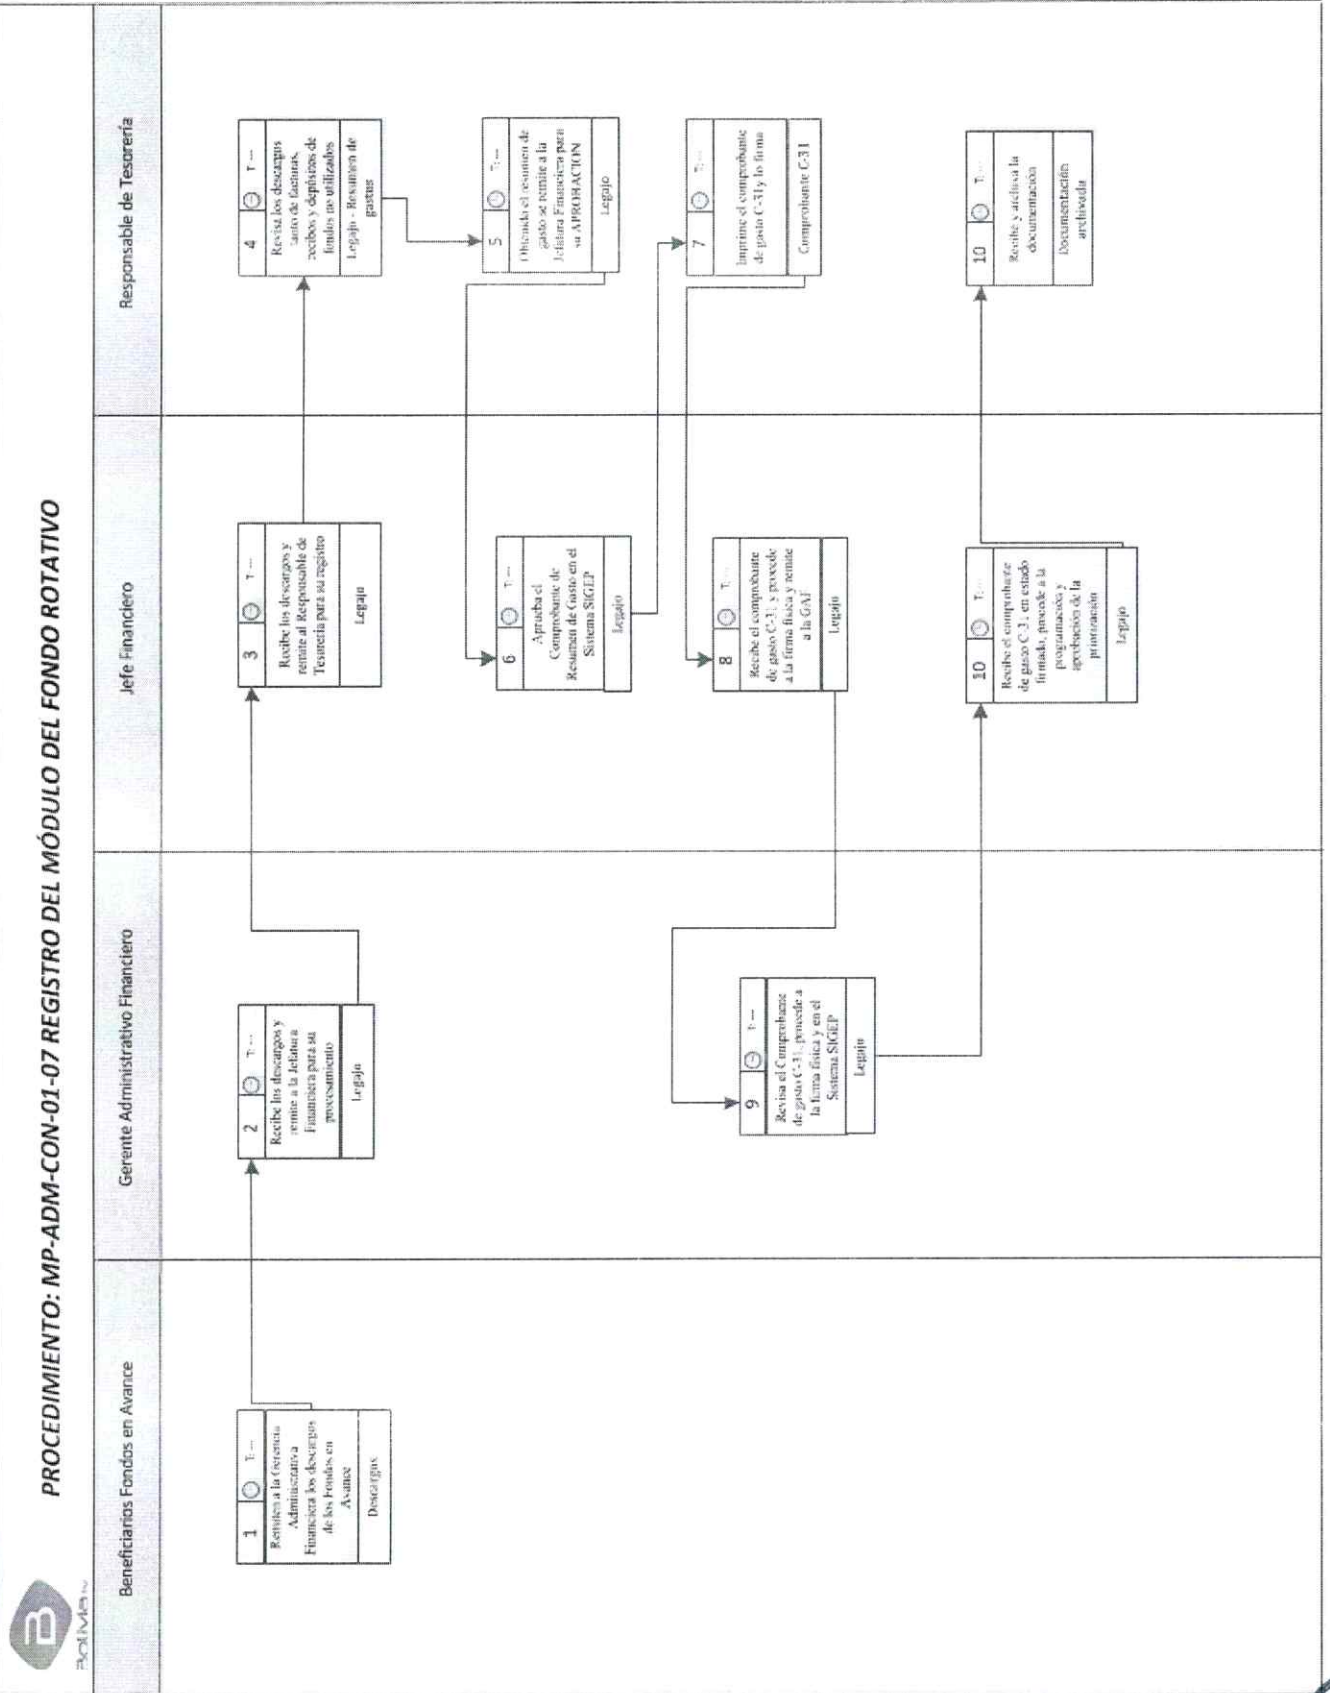 PROCEDIMIENTO: MP-ADM-CON-01-07 REGISTRO DEL MÓDULO DEL FONDO ROTATIVO
Beneficiarios Fondos en Avance
Gerente Administrativo Financiero
Jefe Financiero
Responsable de Tesorería
1 T: ---
Remiten a la Gerencia
Administrativa
Financiera los descargos
de los Fondos en
Avance
Descargos
2 T: ---
Recibe los descargos y
remite a la Jefatura
Financiera para su
procesamiento
Legajo
3 T: ---
Recibe los descargos y
remite al Responsable de
Tesorería para su registro
Legajo
4 T: ---
Revisa los descargos
tanto de facturas,
recibos y depósitos de
fondos no utilizados
Legajo - Resumen de
gastos
5 T: ---
Obtenido el resumen de
gasto se remite a la
Jefatura Financiera para
su APROBACION
Legajo
6 T: ---
Aprueba el
Comprobante de
Resumen de Gasto en el
Sistema SIGEP
Legajo
7 T: ---
Imprime el comprobante
de gasto C-31 y lo firma
Comprobante C-31
8 T: ---
Recibe el comprobante
de gasto C-31 y procede
a la firma física y remite
a la GAF
Legajo
9 T: ---
Revisa el Comprobante
de gasto C-31, procede a
la firma física y en el
Sistema SIGEP
Legajo
10 T: ---
Recibe el comprobante
de gasto C-31, en estado
firmado, procede a la
programación y
aprobación de la
priorización
Legajo
10 T: ---
Recibe y archiva la
documentación
Documentación
archivada
B
BOLIVIA TV